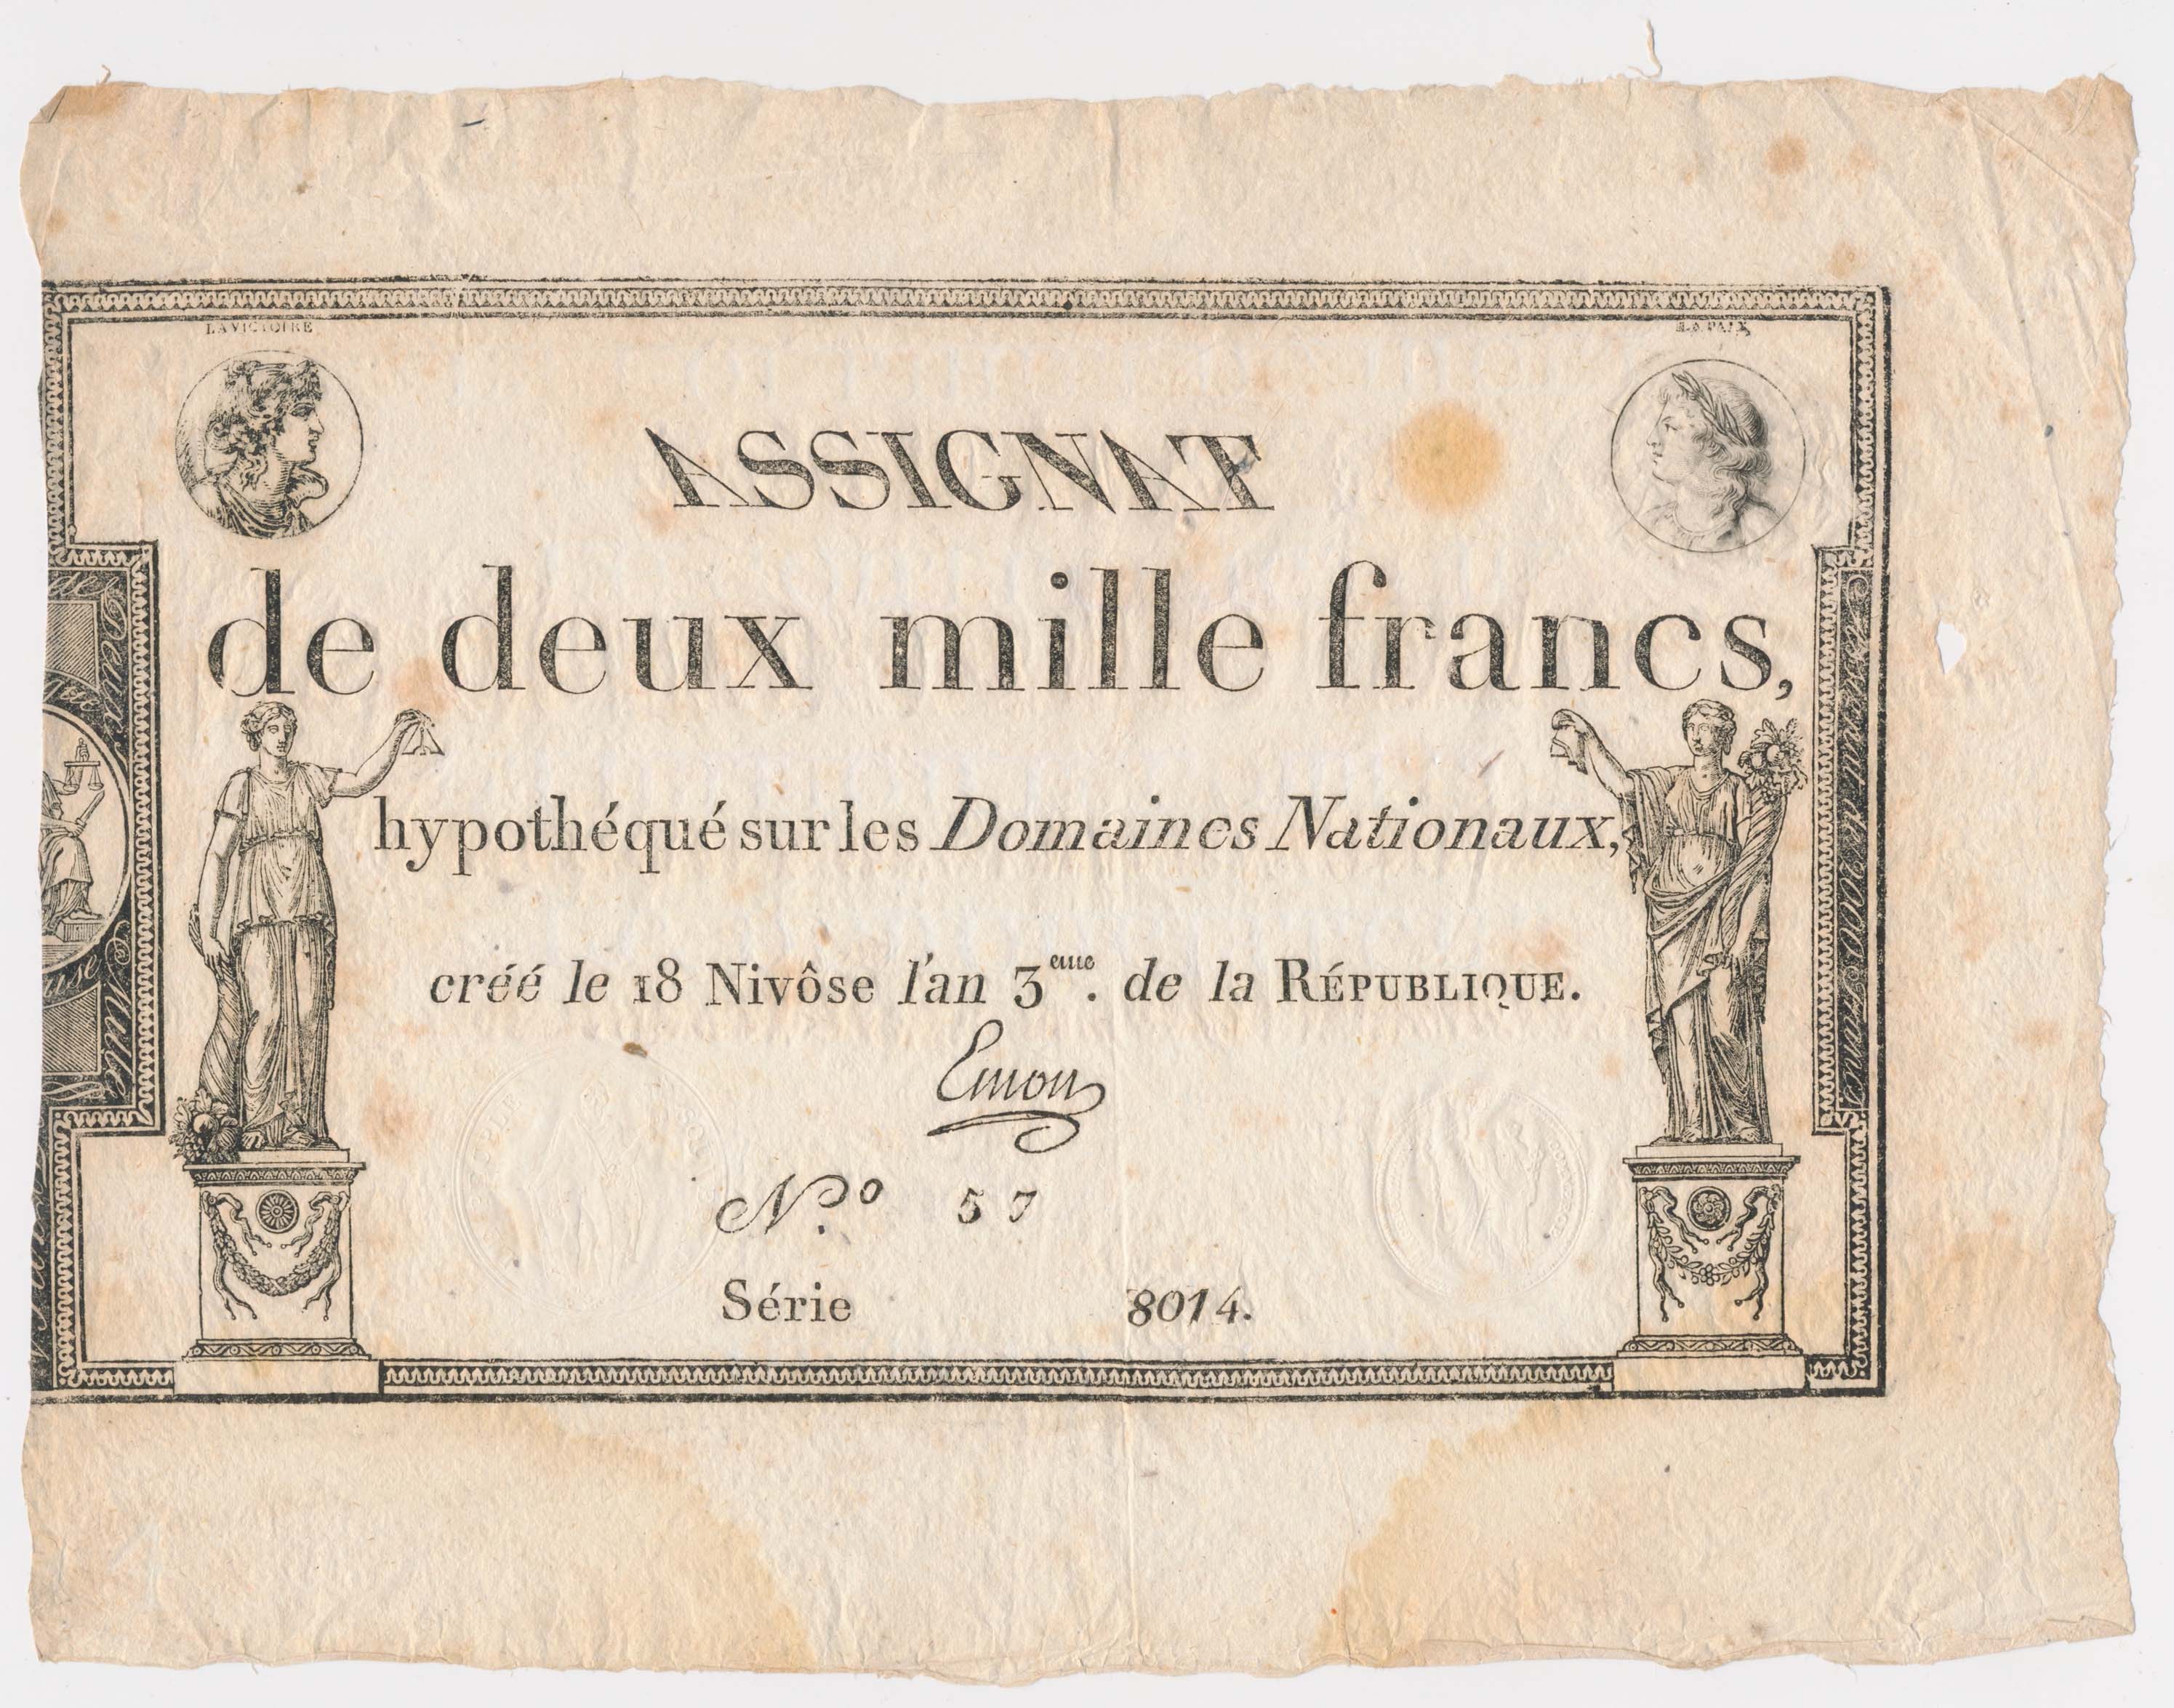 LA VICTOIRE
LA PAIX
ASSIGNAT
de deux mille francs,
hypothéqué sur les Domaines Nationaux,
créé le 18 Nivôse l'an 3eme. de la RÉPUBLIQUE.
Emon
N.º 57
Série 8014.